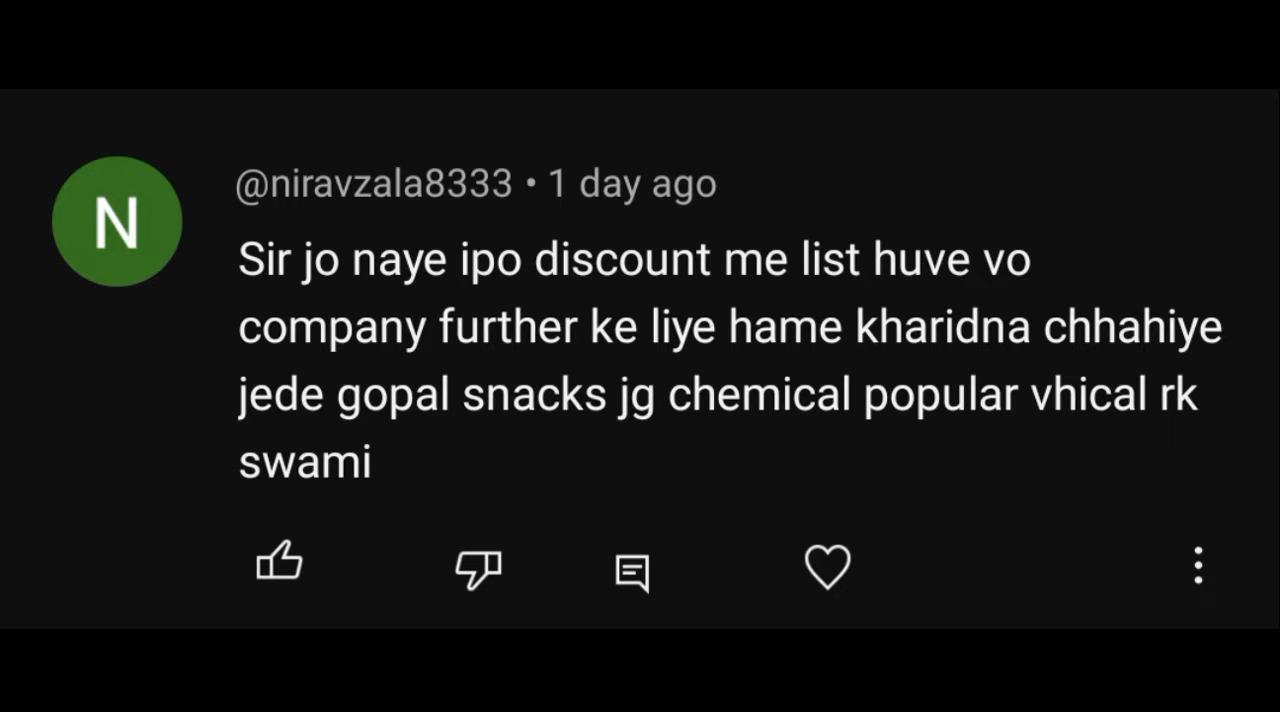 N
@niravzala8333 • 1 day ago
Sir jo naye ipo discount me list huve vo
company further ke liye hame kharidna chhahiye
jede gopal snacks jg chemical popular vhical rk
swami